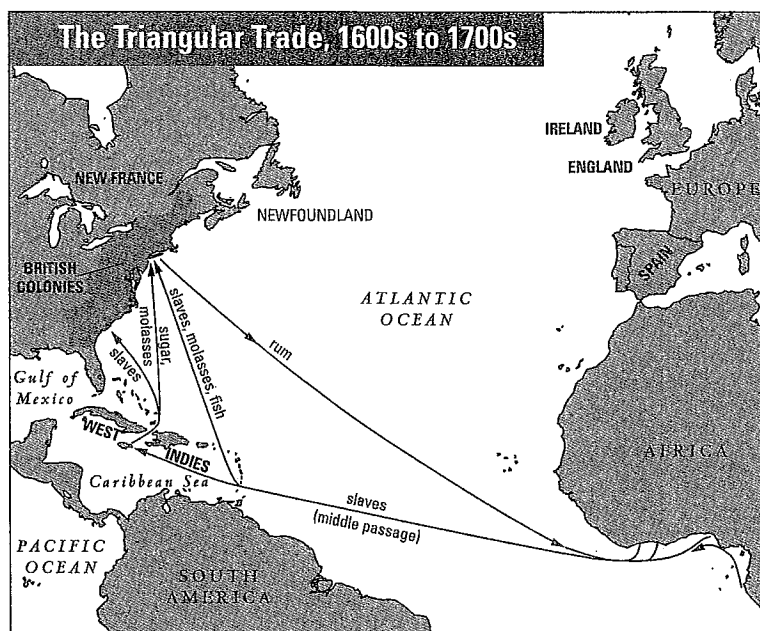 The Triangular Trade, 1600s to 1700s
IRELAND
ENGLAND
EUROPE
NEW FRANCE
NEWFOUNDLAND
BRITISH
COLONIES
SPAIN
ATLANTIC
OCEAN
slaves
sugar,
molasses
slaves, molasses, fish
rum
Gulf of
Mexico
WEST
INDIES
AFRICA
Caribbean Sea
slaves
(middle passage)
PACIFIC
OCEAN
SOUTH
AMERICA